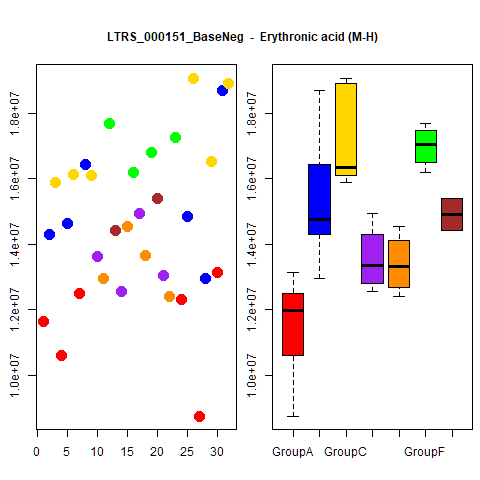 LTRS_000151_BaseNeg - Erythronic acid (M-H)
1.8e+07
1.6e+07
1.4e+07
1.2e+07
1.0e+07
0 5 10 15 20 25 30
1.8e+07
1.6e+07
1.4e+07
1.2e+07
1.0e+07
GroupA GroupC GroupF